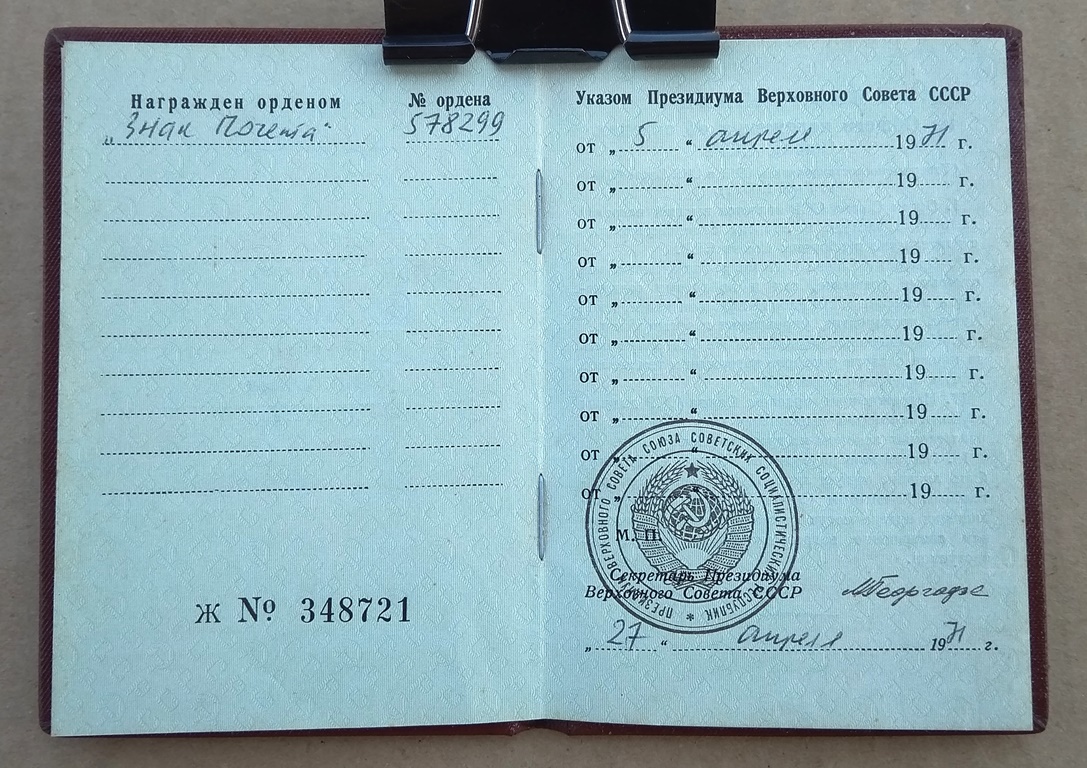 Награжден орденом № ордена
„Знак Почета“ 578299
Ж № 348721
Указом Президиума Верховного Совета СССР
от „ 5 “ апреля 1971 г.
от „ “ 19 г.
от „ “ 19 г.
от „ “ 19 г.
от „ “ 19 г.
от „ “ 19 г.
от „ “ 19 г.
от „ “ 19 г.
от „ “ 19 г.
от „ “ 19 г.
ПРЕЗИДИУМ ВЕРХОВНОГО СОВЕТА СОЮЗА СОВЕТСКИХ СОЦИАЛИСТИЧЕСКИХ РЕСПУБЛИК *
М. П.
Секретарь Президиума
Верховного Совета СССР МГеоргадзе
„ 27 “ апреля 1971 г.